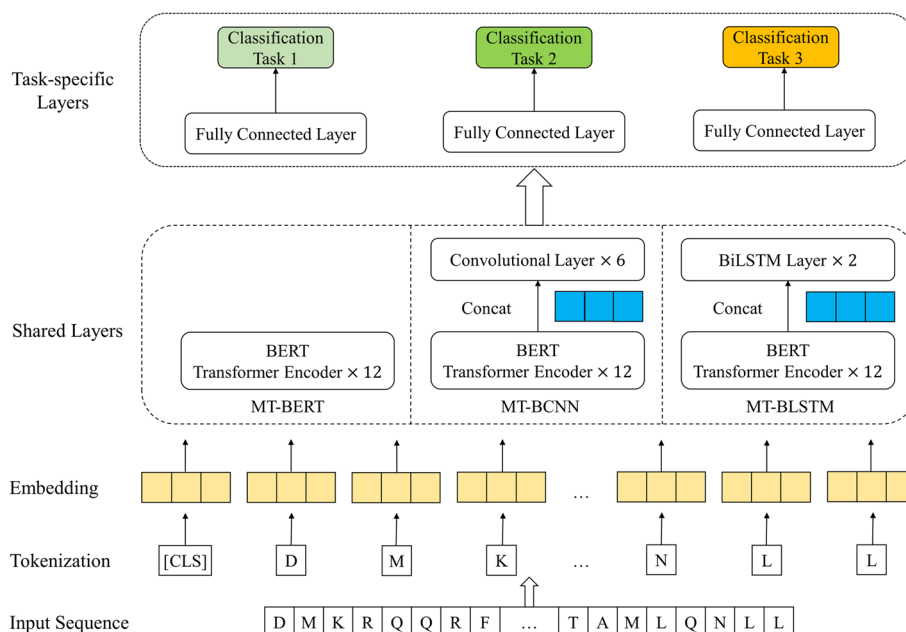 Classification
Task 1
Classification
Task 2
Classification
Task 3
Task-specific
Layers
Fully Connected Layer
Fully Connected Layer
Fully Connected Layer
Convolutional Layer × 6
BiLSTM Layer × 2
Concat
Concat
Shared Layers
BERT
Transformer Encoder × 12
BERT
Transformer Encoder × 12
BERT
Transformer Encoder × 12
MT-BERT
MT-BCNN
MT-BLSTM
Embedding
...
Tokenization
[CLS] D M K ... N L L
Input Sequence
D M K R Q Q R F ... T A M L Q N L L